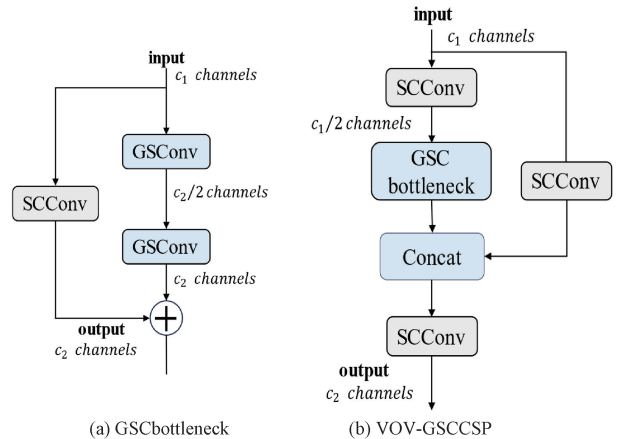 input
c₁ channels
GSConv
c₂/2 channels
SCConv
GSConv
c₂ channels
output
c₂ channels
(a) GSCbottleneck
input
c₁ channels
SCConv
c₁/2 channels
GSC
bottleneck
SCConv
Concat
SCConv
output
c₂ channels
(b) VOV-GSCCSP